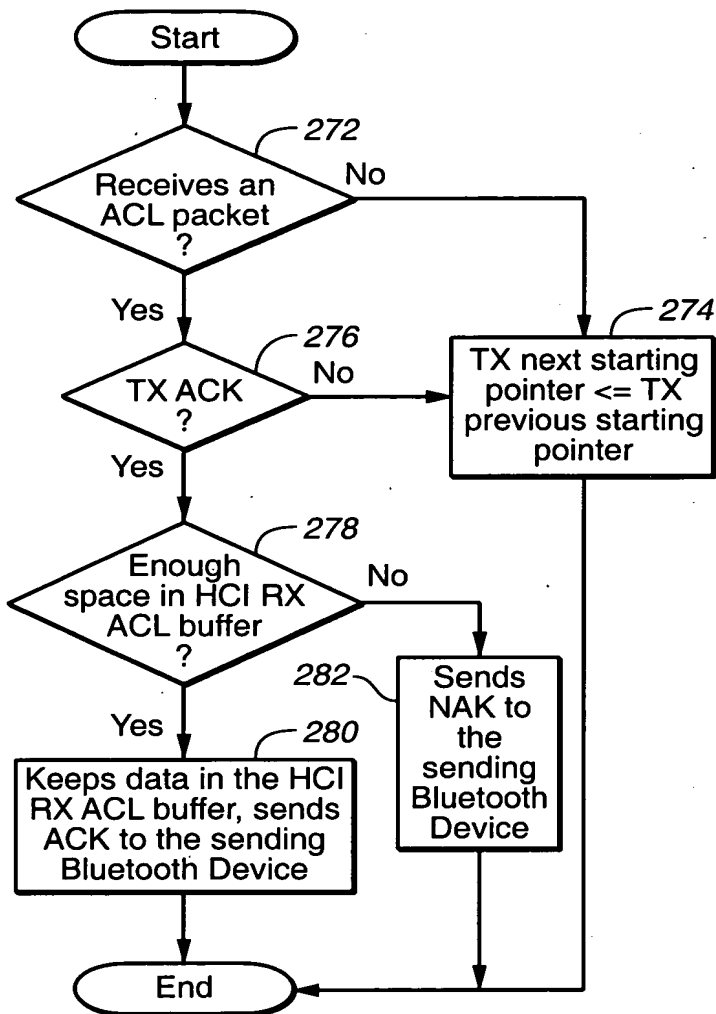 Start
272
Receives an
ACL packet
?
No
Yes
274
TX next starting
pointer <= TX
previous starting
pointer
276
TX ACK
?
No
Yes
278
Enough
space in HCI RX
ACL buffer
?
No
Yes
282
Sends
NAK to
the
sending
Bluetooth
Device
280
Keeps data in the HCI
RX ACL buffer, sends
ACK to the sending
Bluetooth Device
End